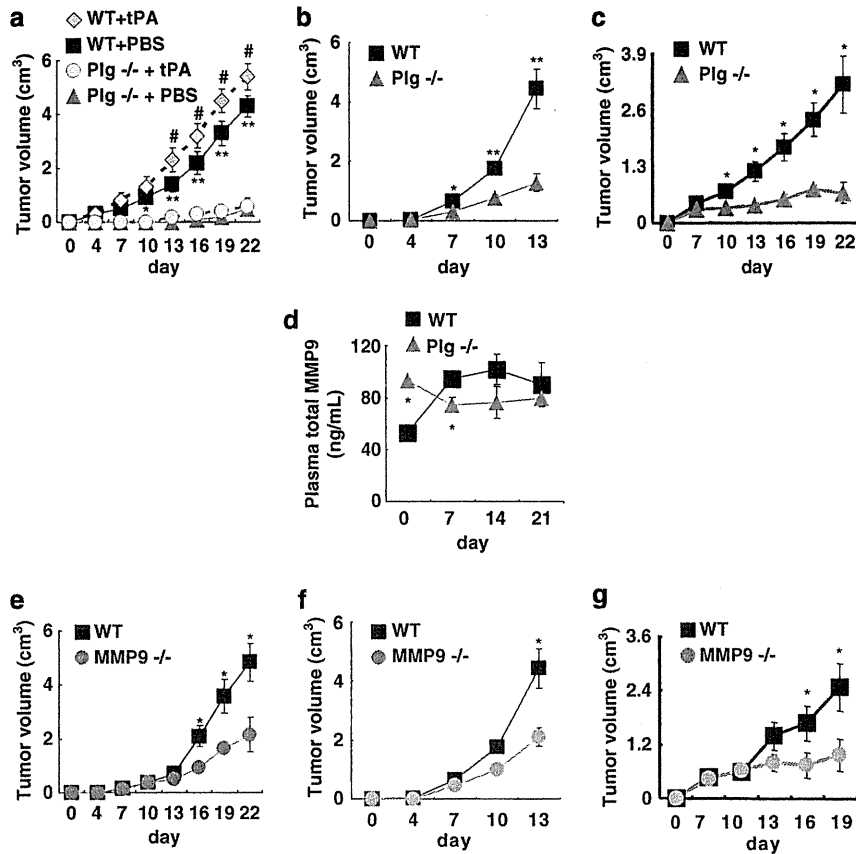 a
WT+tPA
WT+PBS
Plg -/- + tPA
Plg -/- + PBS
Tumor volume (cm3)
6
4
2
0
# # # #
* ** ** ** **
0 4 7 10 13 16 19 22
day
b
WT
Plg -/-
Tumor volume (cm3)
6
4
2
0
* ** **
0 4 7 10 13
day
c
WT
Plg -/-
Tumor volume (cm3)
3.9
2.6
1.3
0
* * * * *
0 7 10 13 16 19 22
day
d
WT
Plg -/-
Plasma total MMP9
(ng/mL)
120
80
40
0
* *
0 7 14 21
day
e
WT
MMP9 -/-
Tumor volume (cm3)
6
4
2
0
* * *
0 4 7 10 13 16 19 22
day
f
WT
MMP9 -/-
Tumor volume (cm3)
6
4
2
0
*
0 4 7 10 13
day
g
WT
MMP9 -/-
Tumor volume (cm3)
3.6
2.4
1.2
0
* *
0 7 10 13 16 19
day